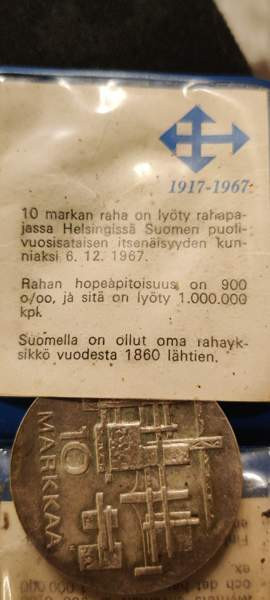 1917-1967
10 markan raha on lyöty rahapa-
jassa Helsingissä Suomen puoli-
vuosisataisen itsenäisyyden kun-
niaksi 6. 12. 1967.
Rahan hopeapitoisuus on 900
o/oo, ja sitä on lyöty 1.000.000
kpl.
Suomella on ollut oma rahayk-
sikkö vuodesta 1860 lähtien.
10
MARKKAA